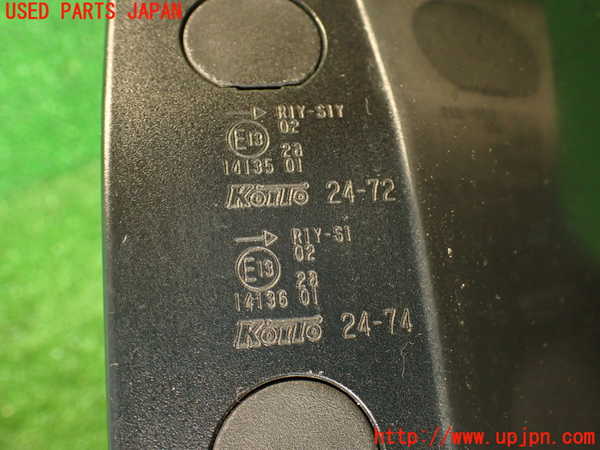 USED PARTS JAPAN
R1Y-S1Y
02
E13
2a
14135 01
KOITO 24-72
R1Y-S1
02
E13
2a
14136 01
KOITO 24-74
http://www.upjpn.com/